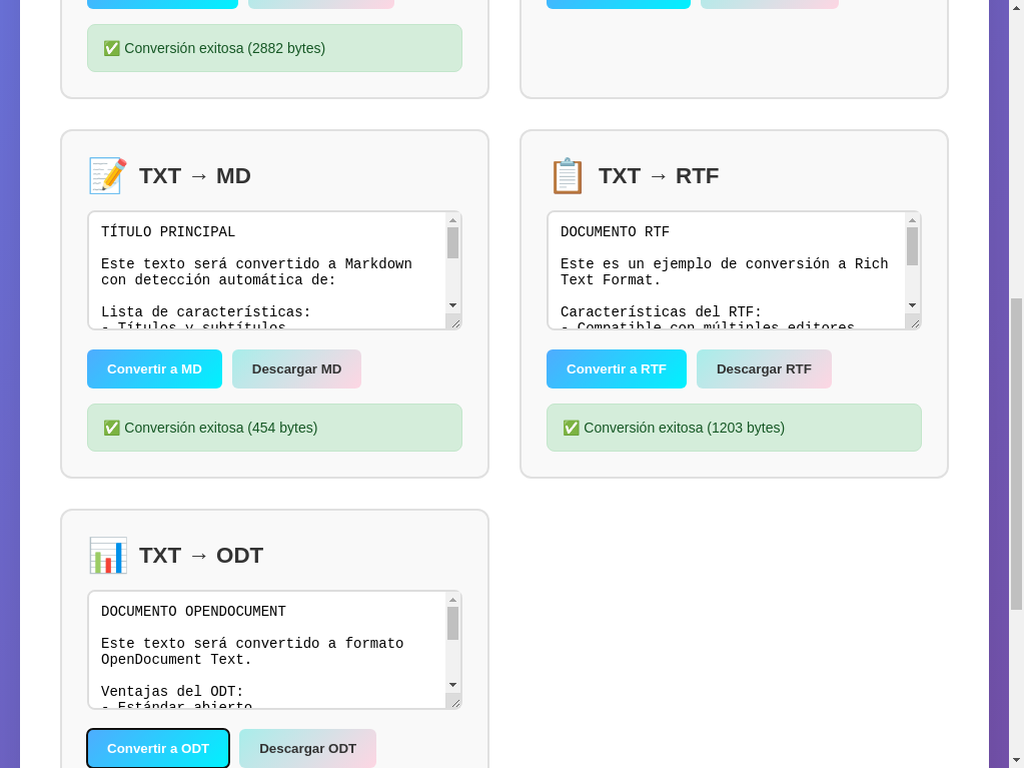 ✅ Conversión exitosa (2882 bytes)
📝 TXT → MD
TÍTULO PRINCIPAL
Este texto será convertido a Markdown
con detección automática de:
Lista de características:
- Títulos y subtítulos
Convertir a MD
Descargar MD
✅ Conversión exitosa (454 bytes)
📋 TXT → RTF
DOCUMENTO RTF
Este es un ejemplo de conversión a Rich
Text Format.
Características del RTF:
- Compatible con múltiples editores
Convertir a RTF
Descargar RTF
✅ Conversión exitosa (1203 bytes)
📊 TXT → ODT
DOCUMENTO OPENDOCUMENT
Este texto será convertido a formato
OpenDocument Text.
Ventajas del ODT:
- Estándar abierto
Convertir a ODT
Descargar ODT